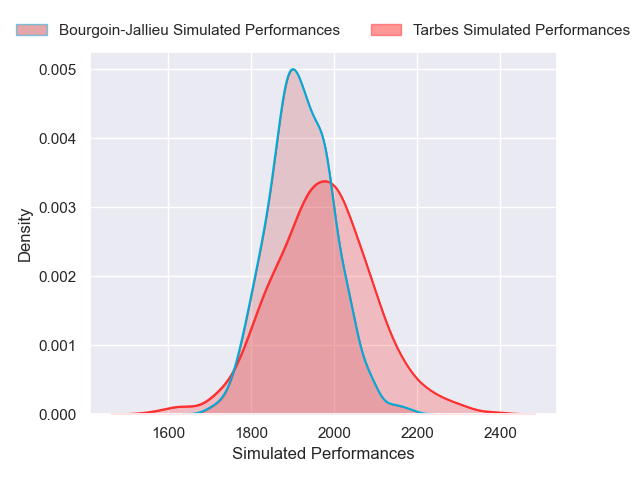 Bourgoin-Jallieu Simulated Performances Tarbes Simulated Performances
0.005
0.004
0.003
0.002
0.001
0.000
Density
1600 1800 2000 2200 2400
Simulated Performances